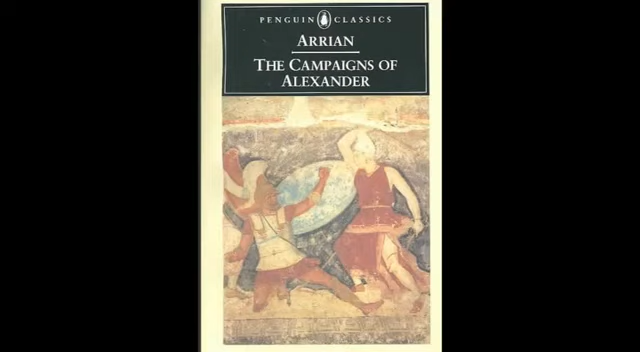 PENGUIN CLASSICS
ARRIAN
THE CAMPAIGNS OF
ALEXANDER